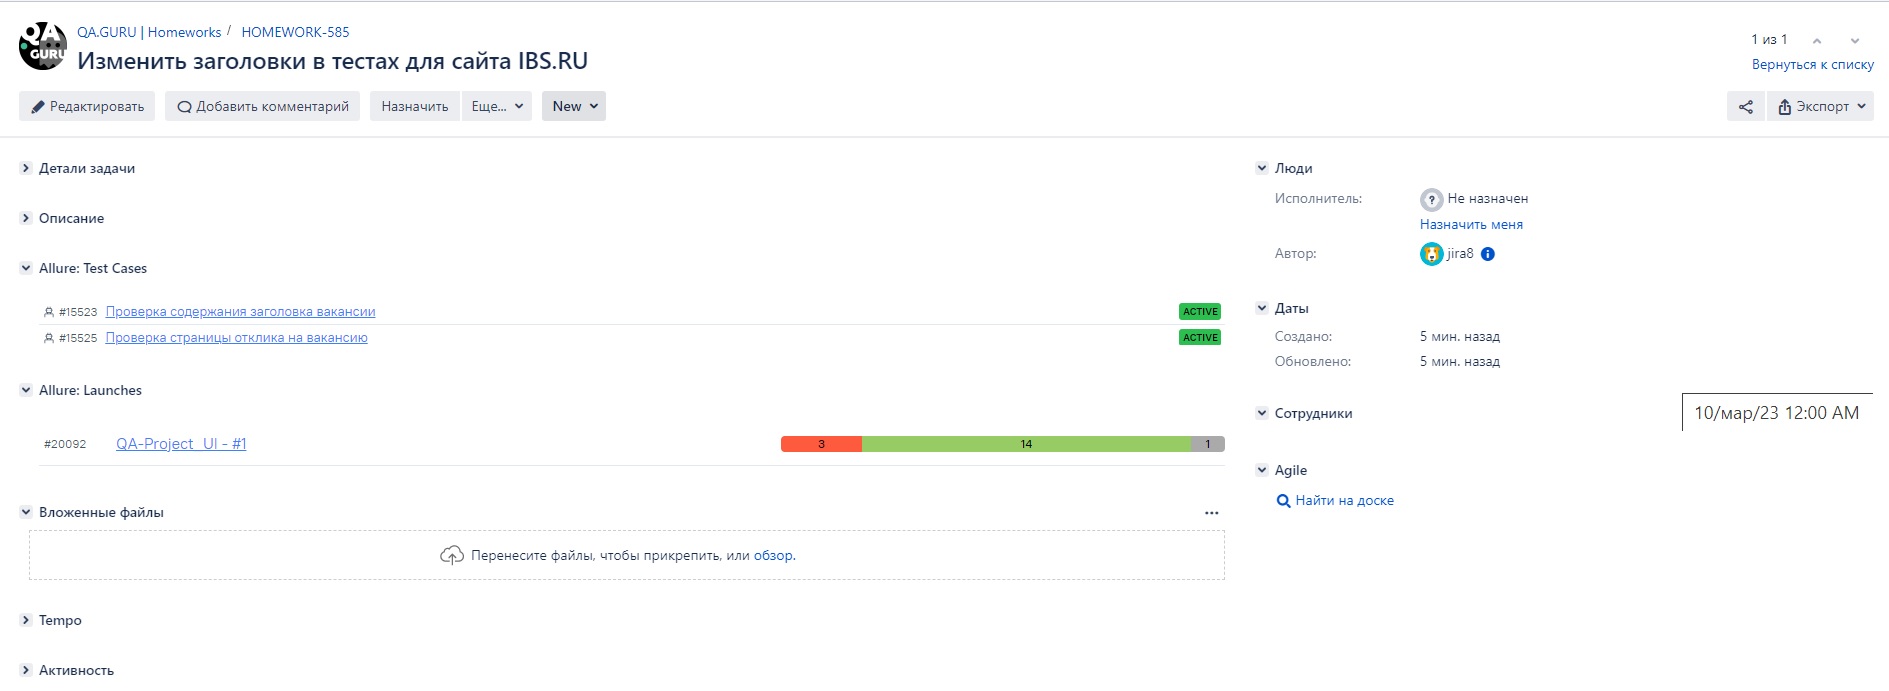 QA
GURU
QA.GURU | Homeworks / HOMEWORK-585
Изменить заголовки в тестах для сайта IBS.RU
1 из 1
Вернуться к списку
Редактировать Добавить комментарий Назначить Еще... New Экспорт
Детали задачи
Описание
Allure: Test Cases
#15523 Проверка содержания заголовка вакансии ACTIVE
#15525 Проверка страницы отклика на вакансию ACTIVE
Allure: Launches
#20092 QA-Project_UI - #1 3 14 1
Вложенные файлы ...
Перенесите файлы, чтобы прикрепить, или обзор.
Tempo
Активность
Люди
Исполнитель: ? Не назначен
Назначить меня
Автор: jira8 i
Даты
Создано: 5 мин. назад
Обновлено: 5 мин. назад
Сотрудники
10/мар/23 12:00 AM
Agile
Найти на доске